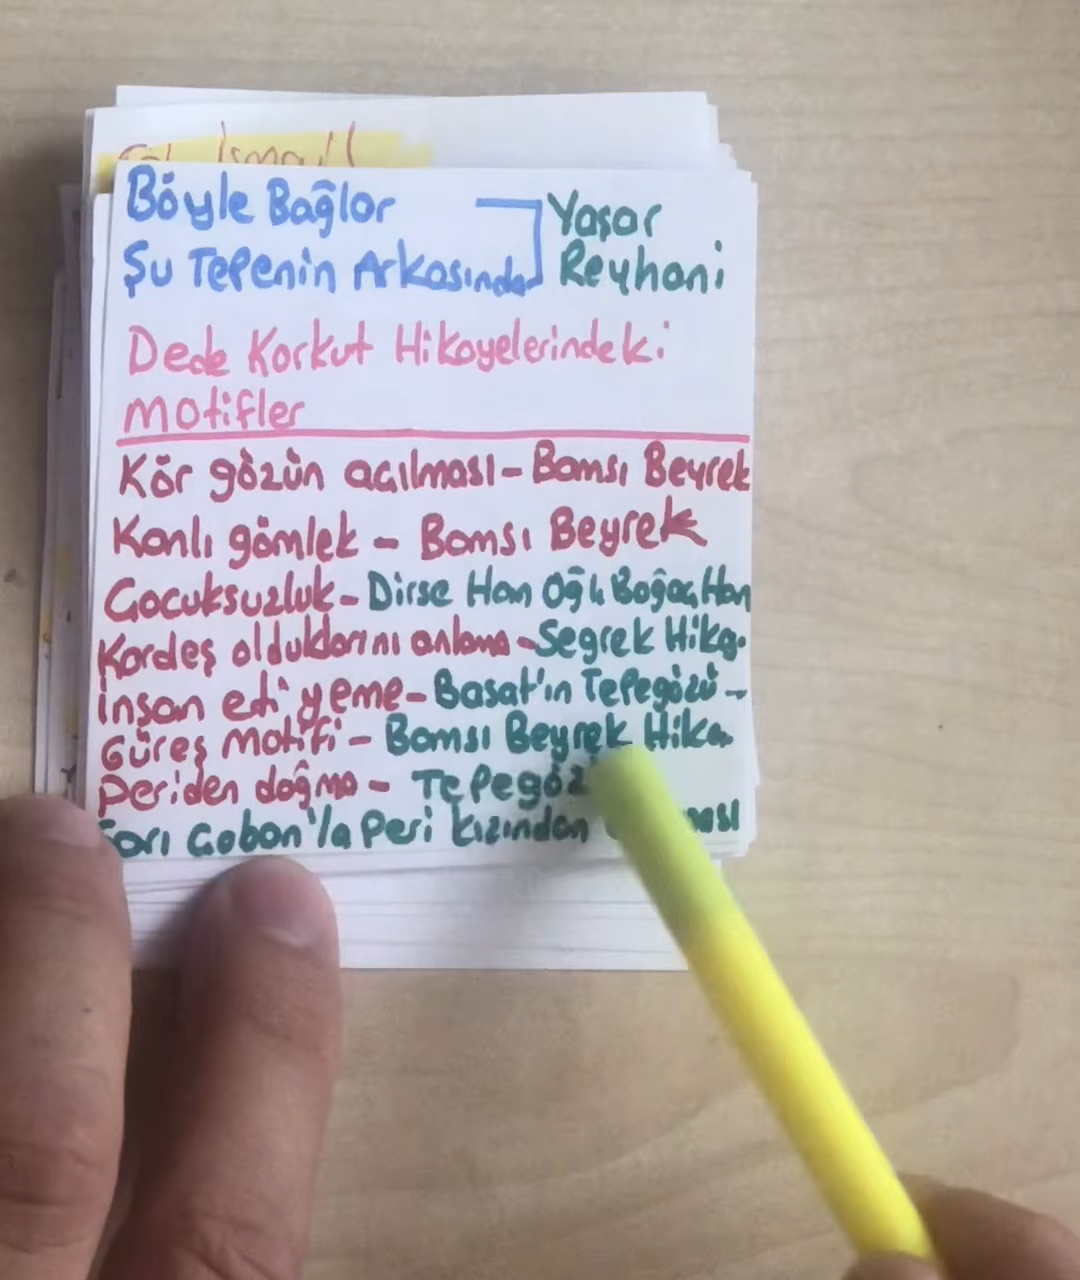 İsmail
Böyle Bağlar
Şu Tepenin Arkasında
Yaşar
Reyhani
Dede Korkut Hikayelerindeki
Motifler
Kör gözün açılması - Bamsı Beyrek
Kanlı gömlek - Bamsı Beyrek
Çocuksuzluk - Dirse Han Oğlu Boğaç Han
Kardeş olduklarını anlama - Segrek Hika.
İnsan eti yeme - Basat'ın Tepegözü -
Güreş motifi - Bamsı Beyrek Hika.
Periden doğma - Tepegöz
Sarı Çoban'la Peri kızından